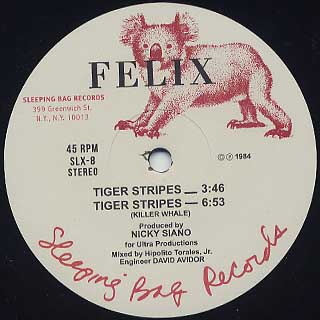 FELIX
SLEEPING BAG RECORDS
399 Greenwich St.
N.Y., N.Y. 10013
45 RPM
SLX-8
STEREO
© ℗ 1984
TIGER STRIPES — 3:46
TIGER STRIPES — 6:53
(KILLER WHALE)
Produced by
NICKY SIANO
for Ultra Productions
Mixed by Hipolito Torales, Jr.
Engineer DAVID AVIDOR
Sleeping Bag Records